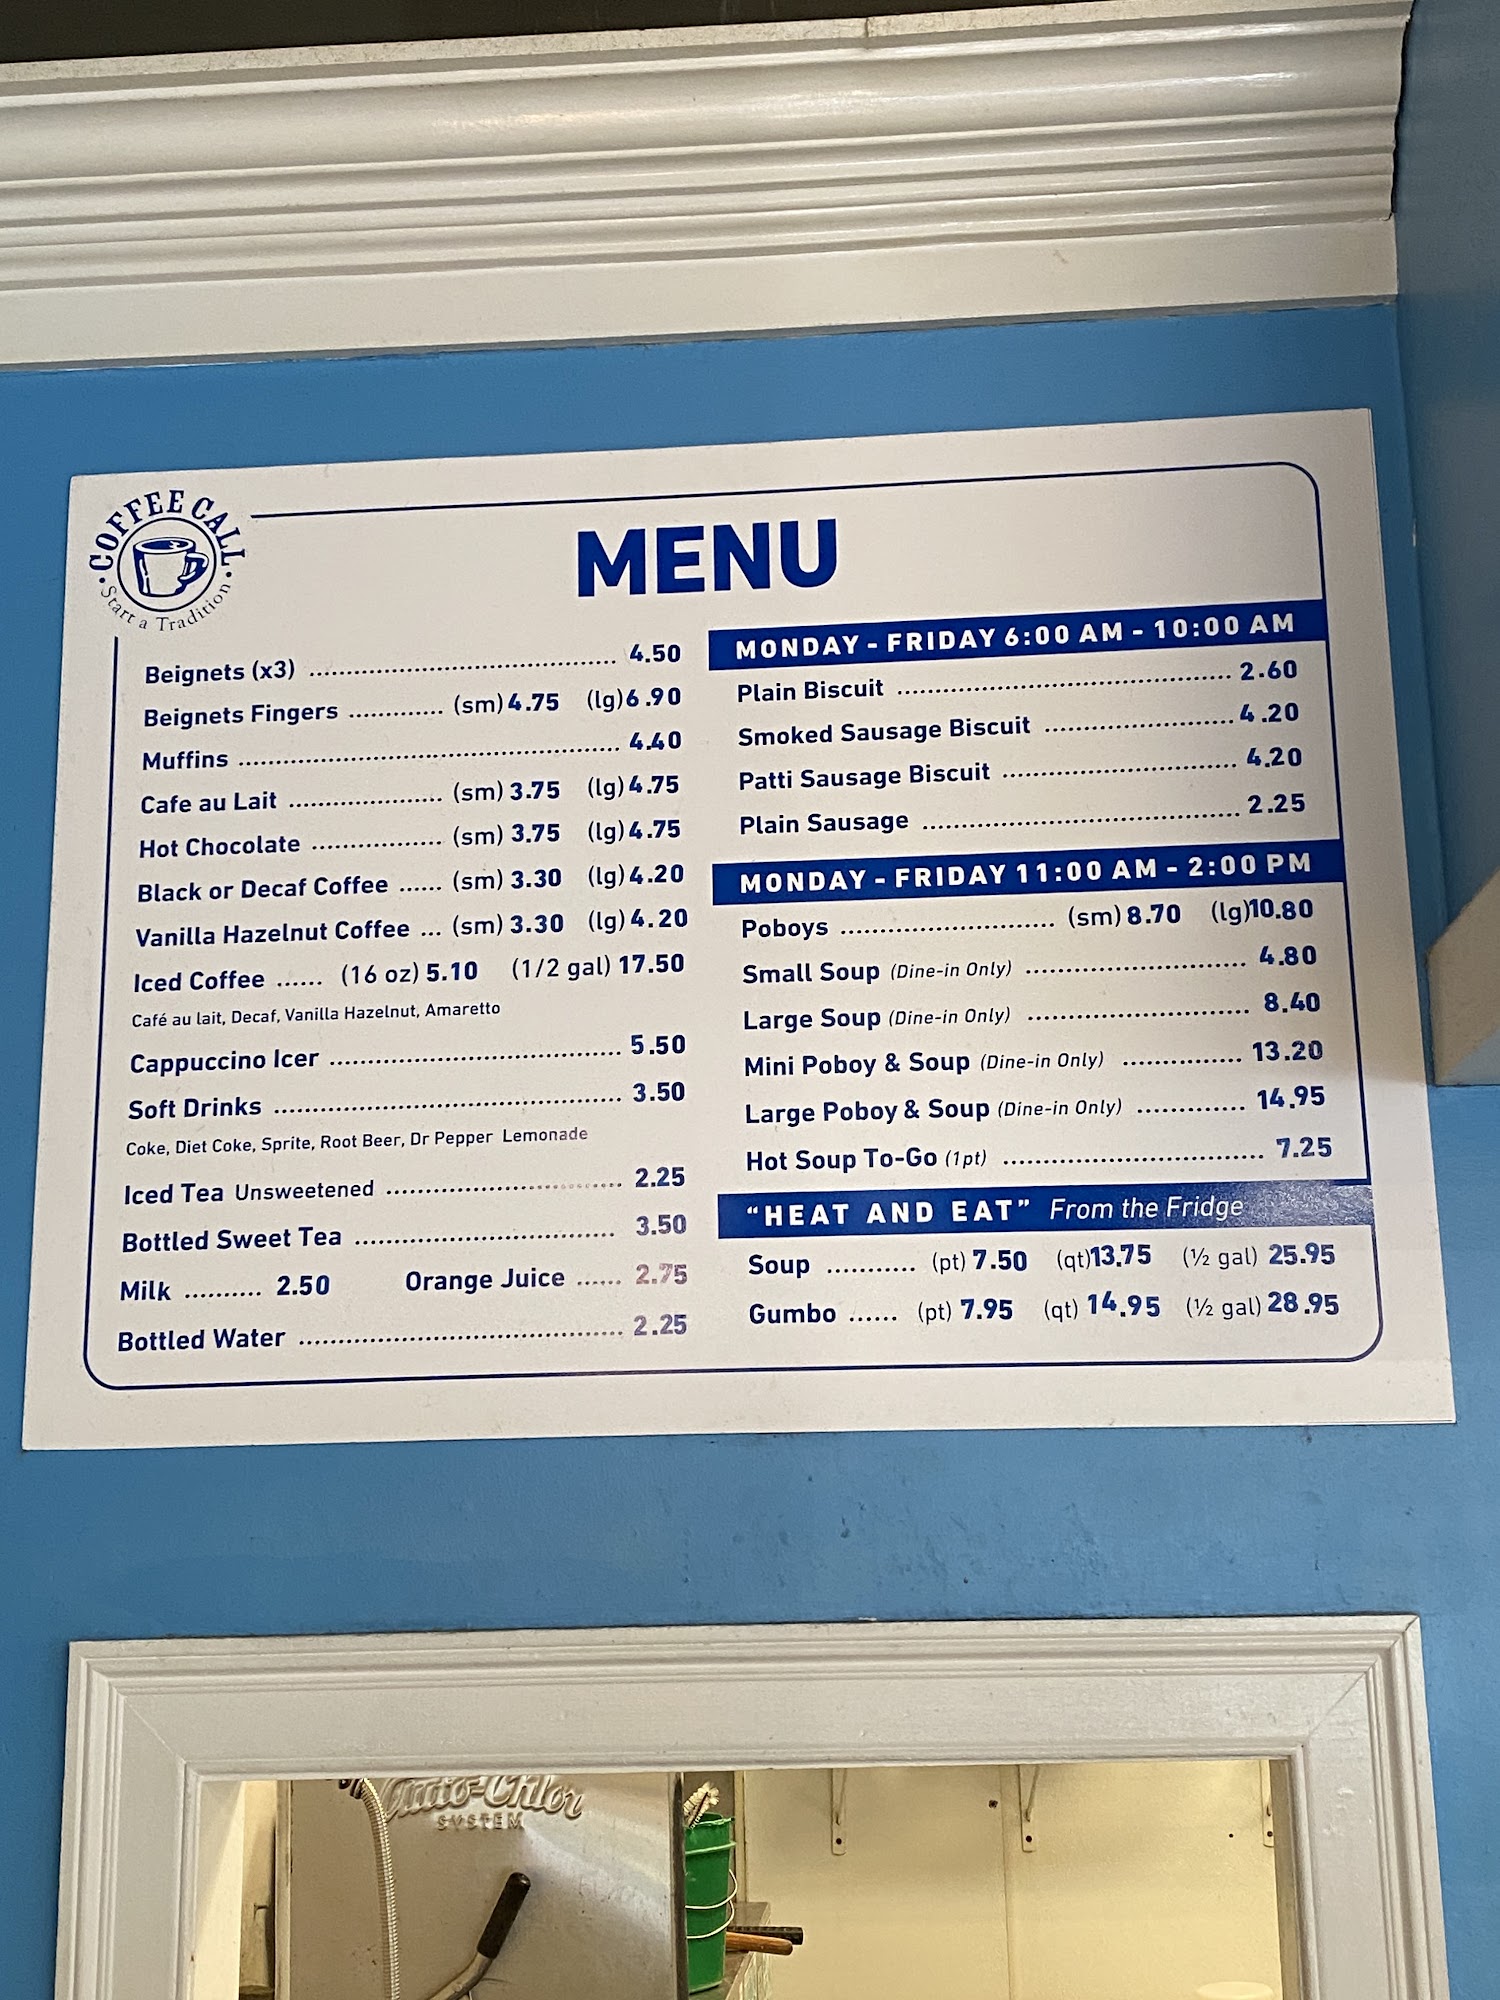 COFFEE CALL
Start a Tradition
MENU
Beignets (x3) ........ 4.50
Beignets Fingers ........ (sm) 4.75 (lg) 6.90
Muffins ........ 4.40
Cafe au Lait ........ (sm) 3.75 (lg) 4.75
Hot Chocolate ........ (sm) 3.75 (lg) 4.75
Black or Decaf Coffee ...... (sm) 3.30 (lg) 4.20
Vanilla Hazelnut Coffee ... (sm) 3.30 (lg) 4.20
Iced Coffee ...... (16 oz) 5.10 (1/2 gal) 17.50
Café au lait, Decaf, Vanilla Hazelnut, Amaretto
Cappuccino Icer ........ 5.50
Soft Drinks ........ 3.50
Coke, Diet Coke, Sprite, Root Beer, Dr Pepper Lemonade
Iced Tea Unsweetened ........ 2.25
Bottled Sweet Tea ........ 3.50
Milk .......... 2.50 Orange Juice ...... 2.75
Bottled Water ........ 2.25
MONDAY - FRIDAY 6:00 AM - 10:00 AM
Plain Biscuit ........ 2.60
Smoked Sausage Biscuit ........ 4.20
Patti Sausage Biscuit ........ 4.20
Plain Sausage ........ 2.25
MONDAY - FRIDAY 11:00 AM - 2:00 PM
Poboys ........ (sm) 8.70 (lg) 10.80
Small Soup (Dine-in Only) ........ 4.80
Large Soup (Dine-in Only) ........ 8.40
Mini Poboy & Soup (Dine-in Only) ........ 13.20
Large Poboy & Soup (Dine-in Only) ........ 14.95
Hot Soup To-Go (1pt) ........ 7.25
"HEAT AND EAT" From the Fridge
Soup ........... (pt) 7.50 (qt) 13.75 (½ gal) 25.95
Gumbo ...... (pt) 7.95 (qt) 14.95 (½ gal) 28.95
Auto-Chlor
SYSTEM